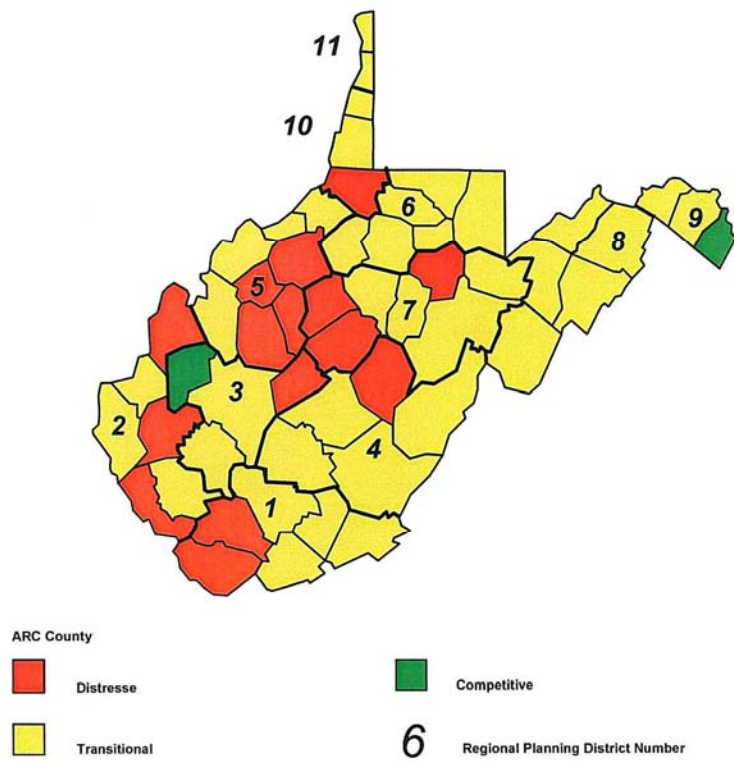 11
10
6
9
8
5
7
3
2
4
1
ARC County
Distresse
Competitive
Transitional
6
Regional Planning District Number